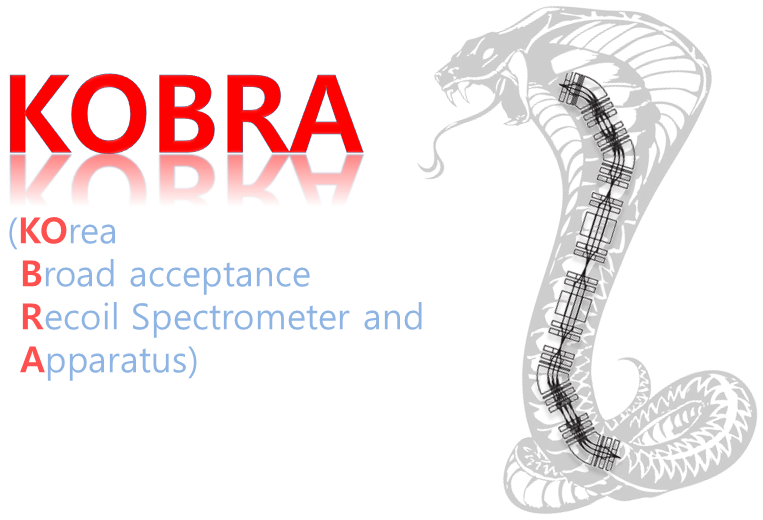 KOBRA
(KOrea
Broad acceptance
Recoil Spectrometer and
Apparatus)